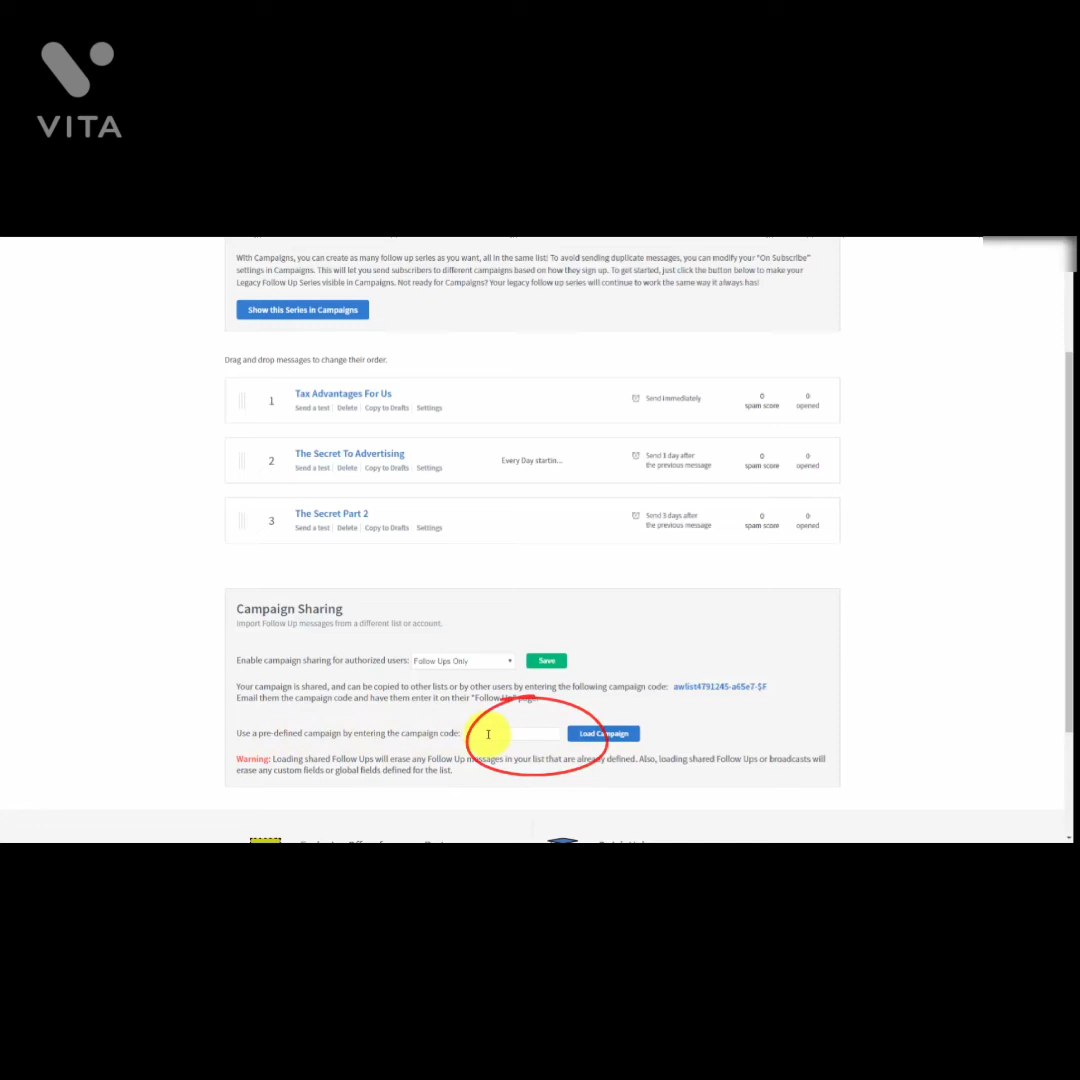 VITA
With Campaigns, you can create as many follow up series as you want, all in the same list! To avoid sending duplicate messages, you can modify your "On Subscribe"
settings in Campaigns. This will let you send subscribers to different campaigns based on how they sign up. To get started, just click the button below to make your
Legacy Follow Up Series visible in Campaigns. Not ready for Campaigns? Your legacy follow up series will continue to work the same way it always has!
Show this Series in Campaigns
Drag and drop messages to change their order.
1 Tax Advantages For Us
Send a test | Delete | Copy to Drafts | Settings
Send immediately
0 spam score
0 opened
2 The Secret To Advertising
Send a test | Delete | Copy to Drafts | Settings
Every Day startin...
Send 1 day after
the previous message
0 spam score
0 opened
3 The Secret Part 2
Send a test | Delete | Copy to Drafts | Settings
Send 3 days after
the previous message
0 spam score
0 opened
Campaign Sharing
Import Follow Up messages from a different list or account.
Enable campaign sharing for authorized users: Follow Ups Only Save
Your campaign is shared, and can be copied to other lists or by other users by entering the following campaign code: awlist4791245-a65e7-$F
Email them the campaign code and have them enter it on their "Follow Up" page.
Use a pre-defined campaign by entering the campaign code: Load Campaign
Warning: Loading shared Follow Ups will erase any Follow Up messages in your list that are already defined. Also, loading shared Follow Ups or broadcasts will
erase any custom fields or global fields defined for the list.